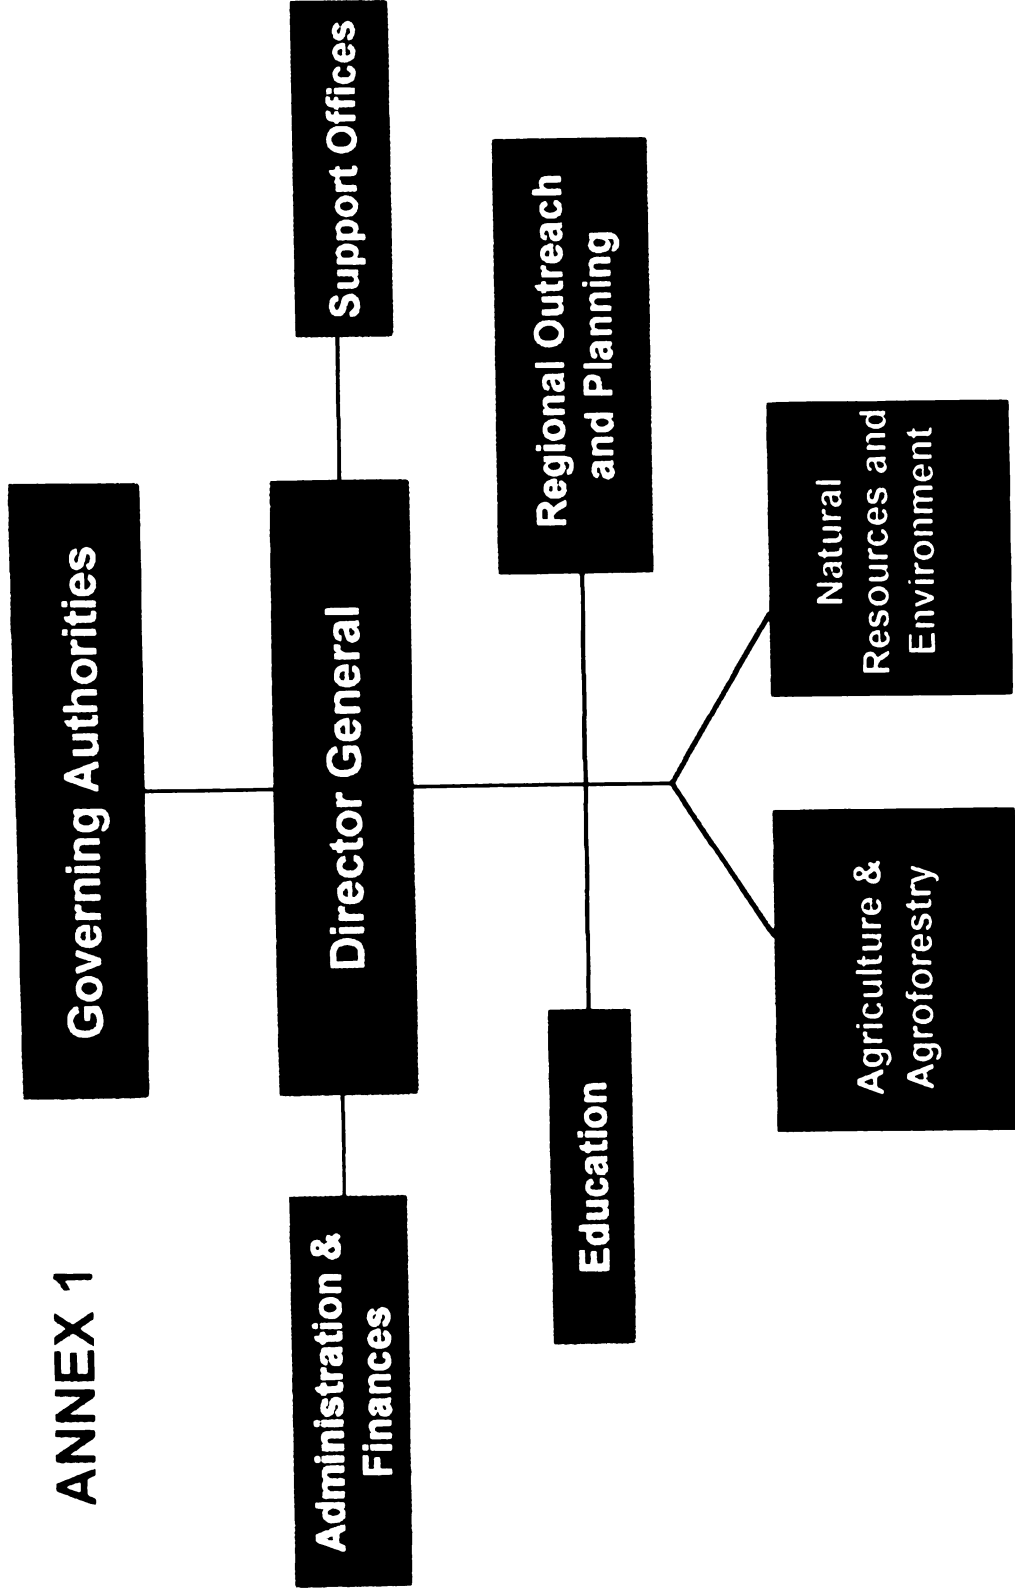 ANNEX 1
Governing Authorities
Administration &
Finances
Director General
Support Offices
Education
Regional Outreach
and Planning
Agriculture &
Agroforestry
Natural
Resources and
Environment